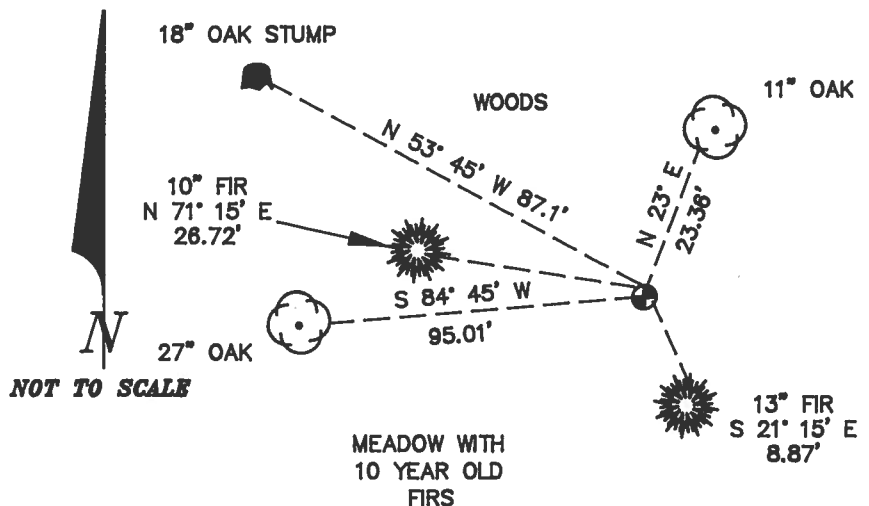 18" OAK STUMP
WOODS
11" OAK
N 53° 45' W 87.1'
N 23° E
23.36'
10" FIR
N 71° 15' E
26.72'
S 84° 45' W
95.01'
27" OAK
N
NOT TO SCALE
13" FIR
S 21° 15' E
8.87'
MEADOW WITH
10 YEAR OLD
FIRS